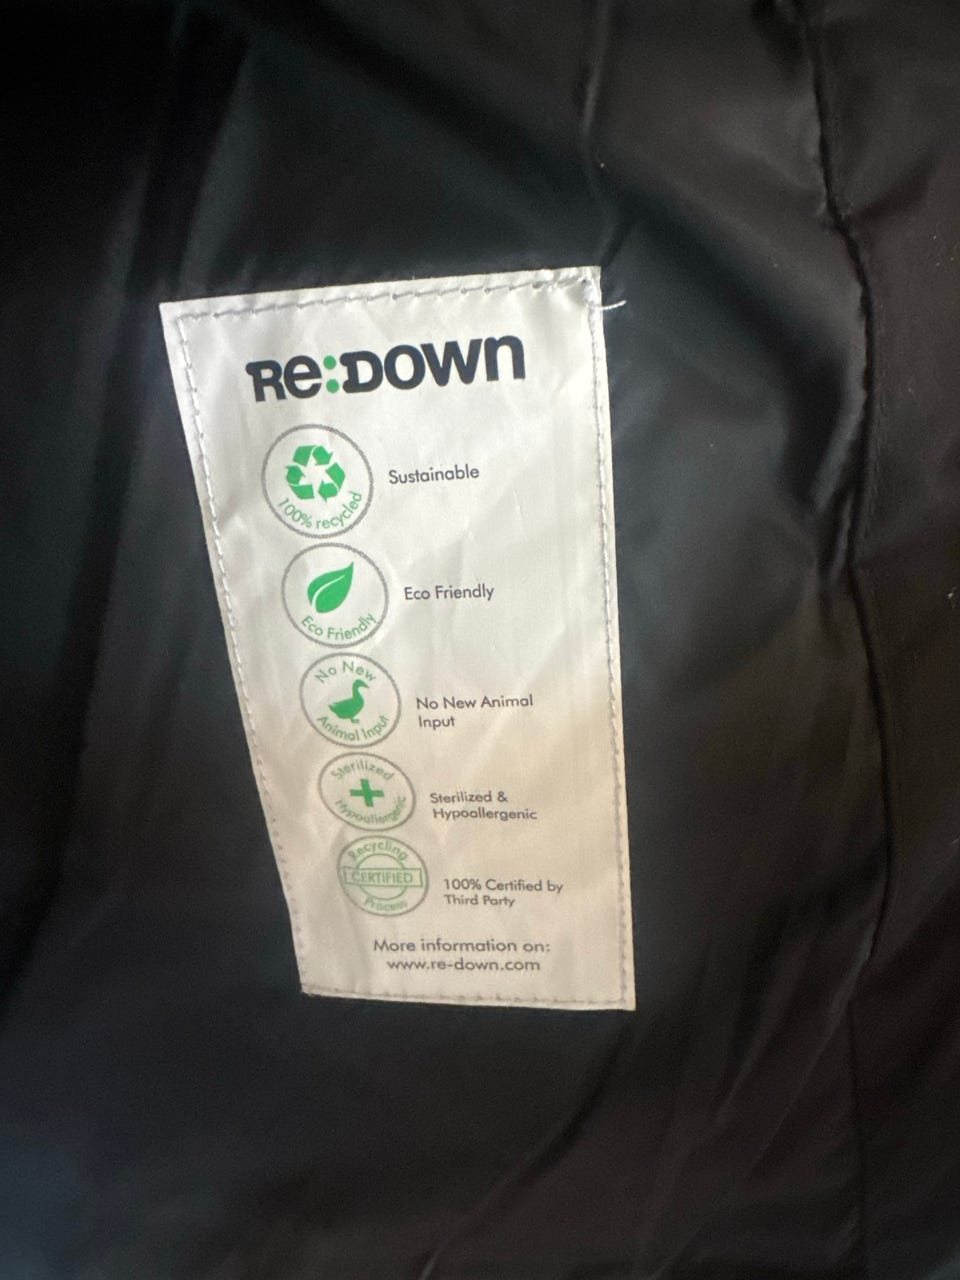 Re:DOWN
100% recycled
Sustainable
Eco Friendly
Eco Friendly
No New
Animal Input
No New Animal
Input
Sterilized
Hypoallergenic
Sterilized &
Hypoallergenic
Recycling
CERTIFIED
Process
100% Certified by
Third Party
More information on:
www.re-down.com